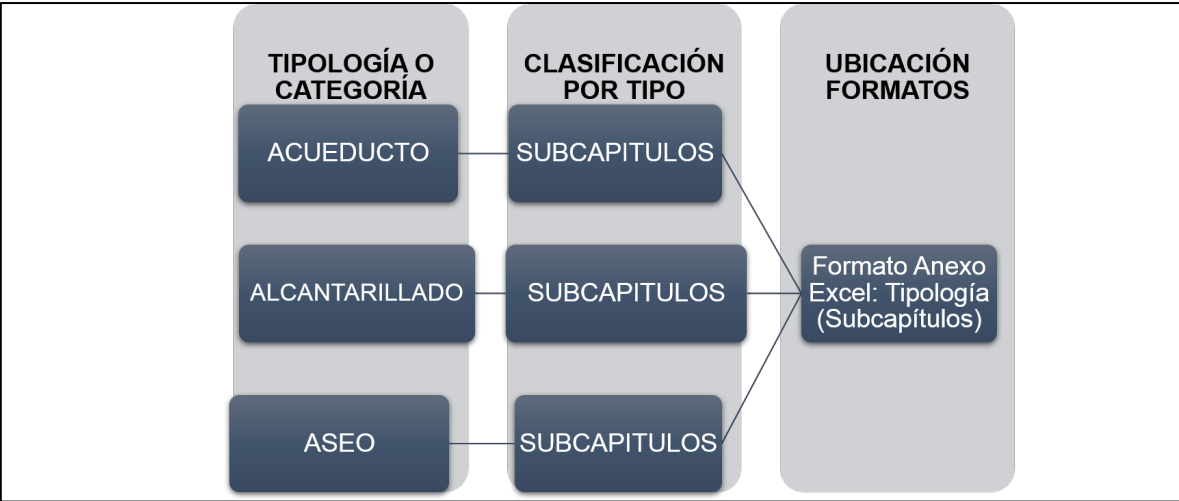 TIPOLOGÍA O
CATEGORÍA
CLASIFICACIÓN
POR TIPO
UBICACIÓN
FORMATOS
ACUEDUCTO
SUBCAPITULOS
ALCANTARILLADO
SUBCAPITULOS
Formato Anexo
Excel: Tipología
(Subcapítulos)
ASEO
SUBCAPITULOS